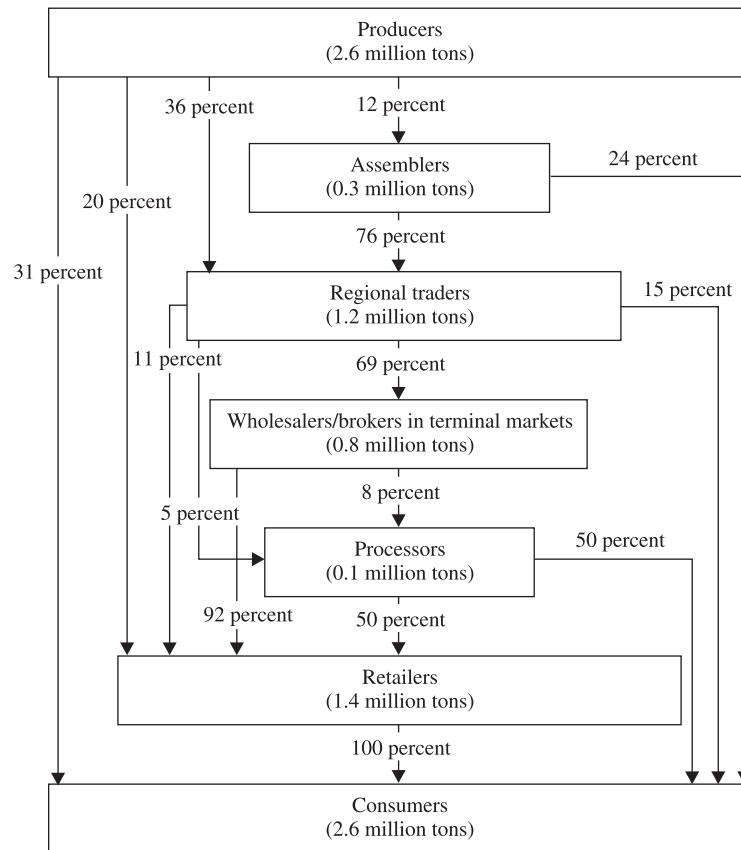 Producers
(2.6 million tons)
36 percent
12 percent
Assemblers
(0.3 million tons)
24 percent
20 percent
76 percent
31 percent
Regional traders
(1.2 million tons)
15 percent
11 percent
69 percent
Wholesalers/brokers in terminal markets
(0.8 million tons)
8 percent
5 percent
Processors
(0.1 million tons)
50 percent
92 percent
50 percent
Retailers
(1.4 million tons)
100 percent
Consumers
(2.6 million tons)